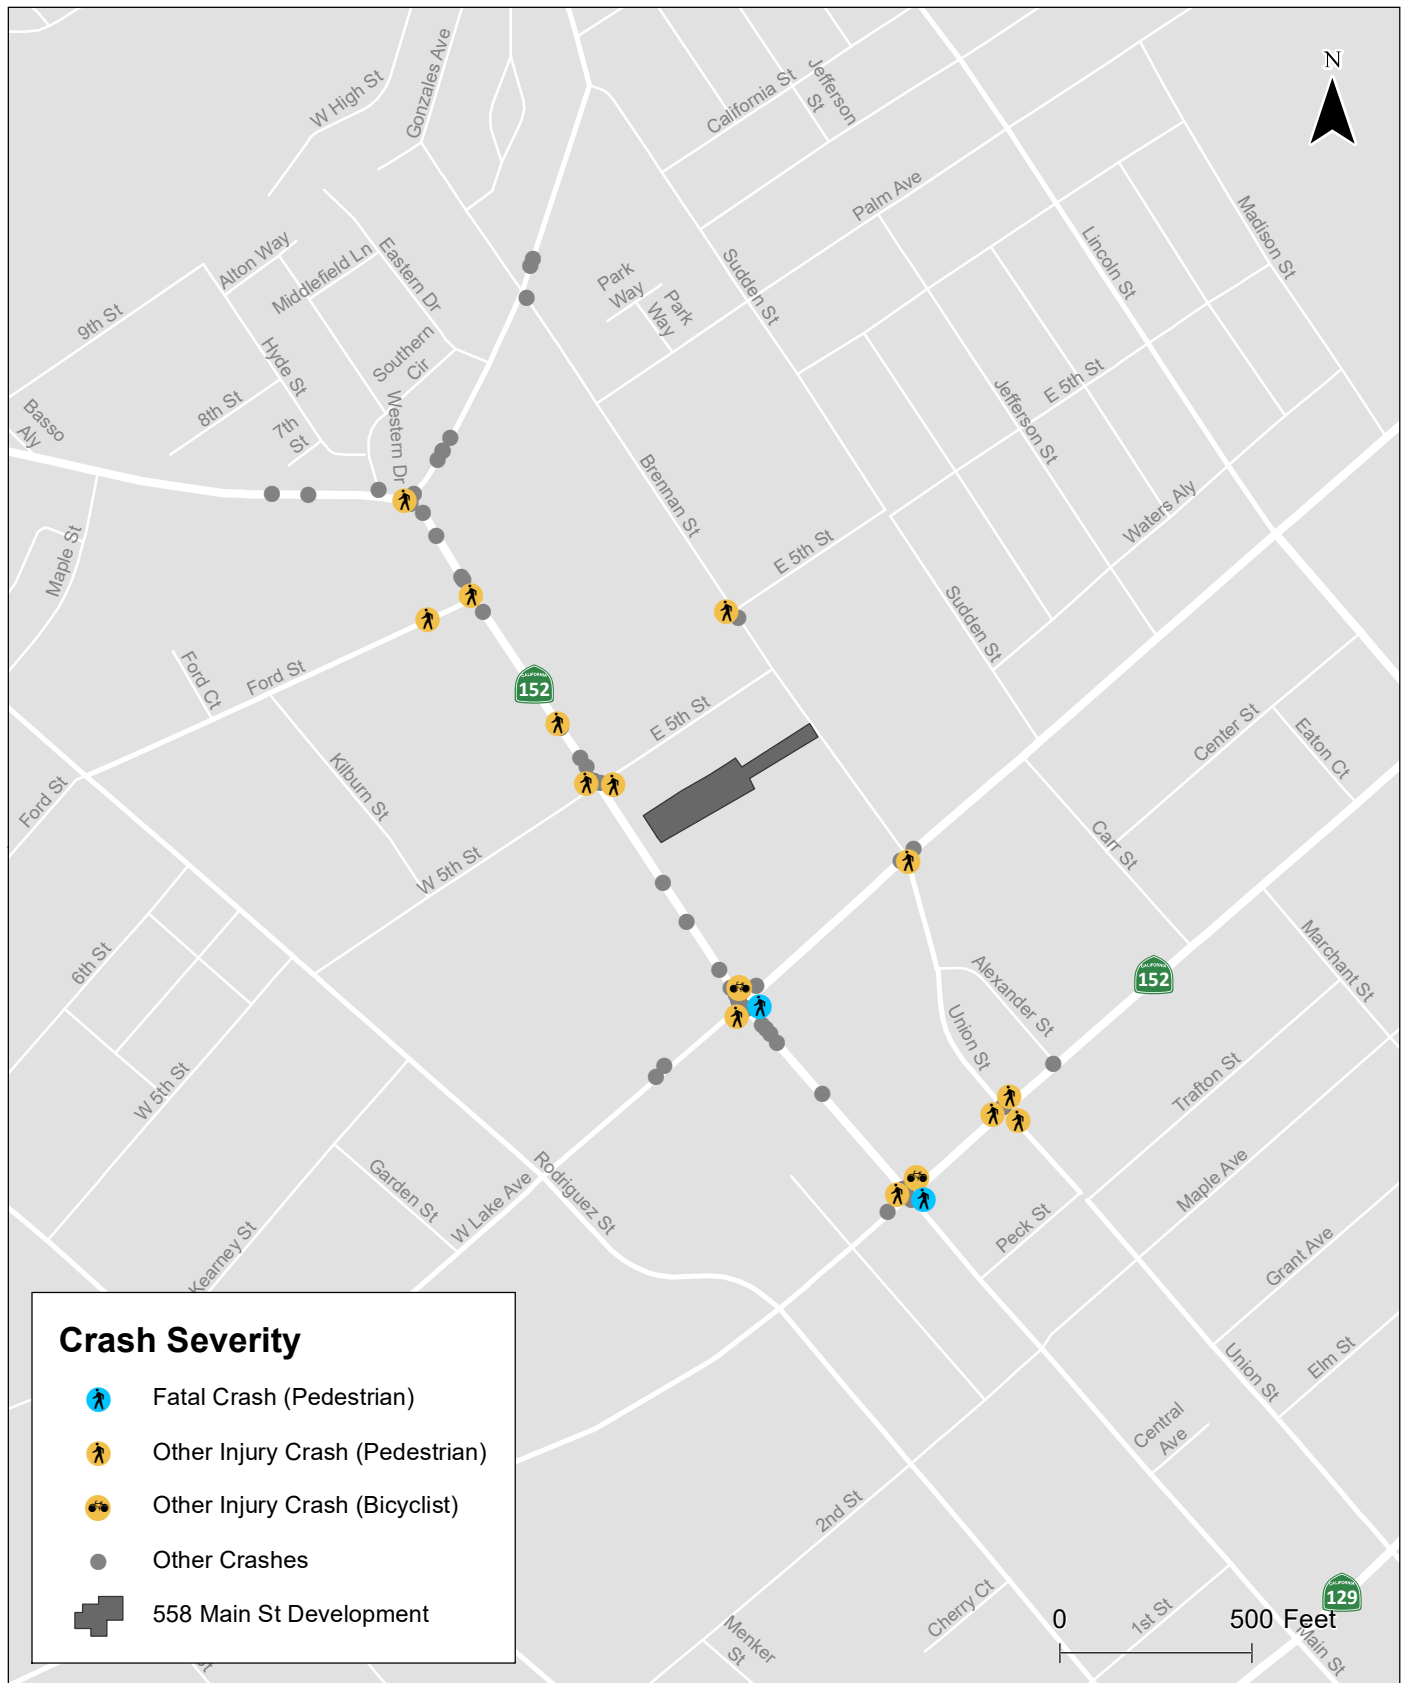 N
W High St
Gonzales Ave
California St
Jefferson
St
Palm Ave
Madison St
Lincoln St
Alton Way
Middlefield Ln
Eastern Dr
Park
Way
Park
Way
Sudden St
9th St
Hyde St
Southern
Cir
8th St
7th
St
Western Dr
Basso
Aly
E 5th St
Jefferson St
Brennan St
Waters Aly
Maple St
E 5th St
Sudden St
Ford Ct
Ford St
CALIFORNIA
152
E 5th St
Center St
Eaton Ct
Kilburn St
Ford St
Carr St
W 5th St
6th St
Marchant St
Alexander St
CALIFORNIA
152
Union St
W 5th St
Trafton St
Garden St
W Lake Ave
Rodriguez St
Maple Ave
Peck St
Kearney St
Grant Ave
Union St
Elm St
Central
Ave
2nd St
Cherry Ct
1st St
Menker
St
Main St
CALIFORNIA
129
0
500 Feet
Crash Severity
Fatal Crash (Pedestrian)
Other Injury Crash (Pedestrian)
Other Injury Crash (Bicyclist)
Other Crashes
558 Main St Development
St